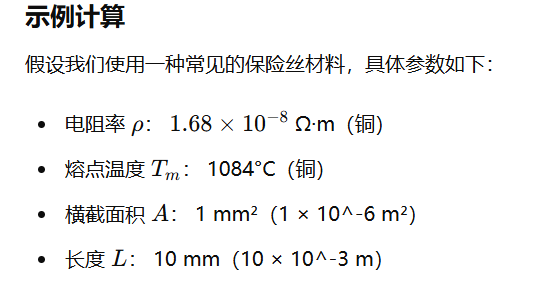 示例计算
假设我们使用一种常见的保险丝材料，具体参数如下：
• 电阻率 ρ： 1.68 × 10⁻⁸ Ω·m（铜）
• 熔点温度 Tₘ： 1084°C（铜）
• 横截面积 A： 1 mm²（1 × 10^-6 m²）
• 长度 L： 10 mm（10 × 10^-3 m）